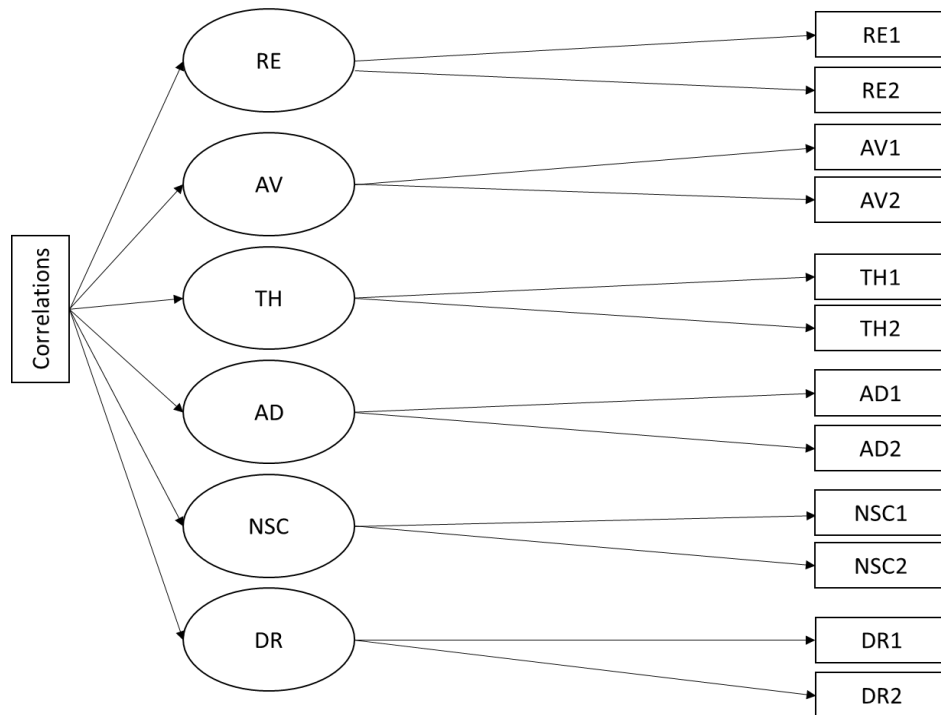 Correlations
RE
AV
TH
AD
NSC
DR
RE1
RE2
AV1
AV2
TH1
TH2
AD1
AD2
NSC1
NSC2
DR1
DR2